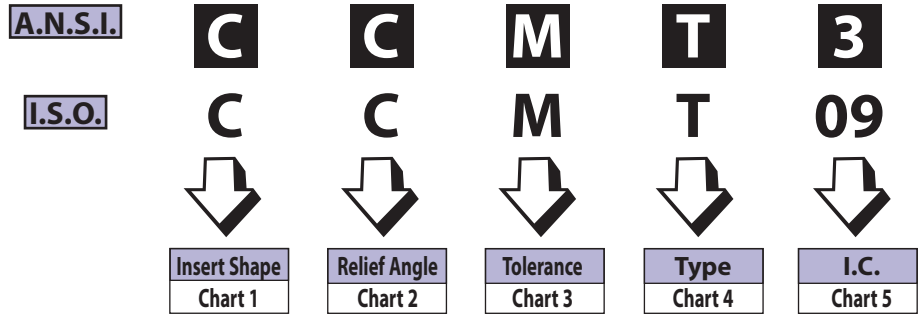 A.N.S.I. C C M T 3
I.S.O. C C M T 09
Insert Shape Relief Angle Tolerance Type I.C.
Chart 1 Chart 2 Chart 3 Chart 4 Chart 5